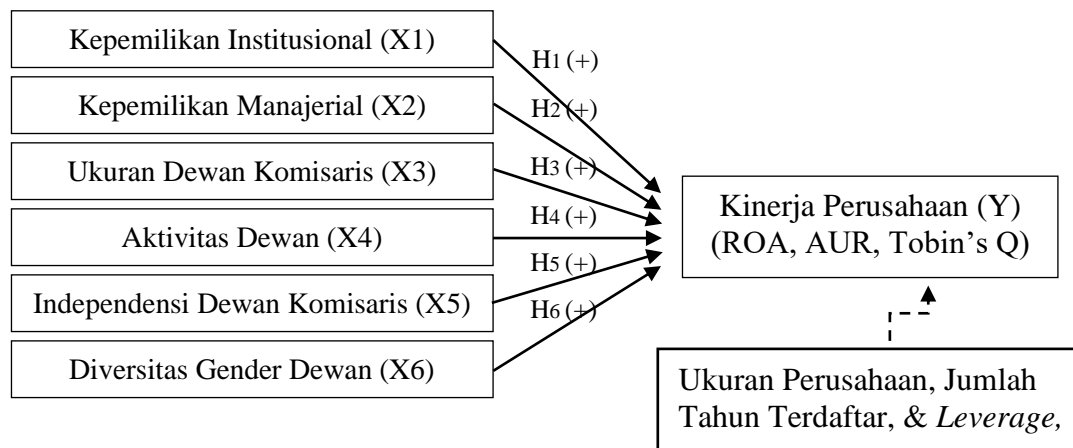 Kepemilikan Institusional (X1)
H1 (+)
Kepemilikan Manajerial (X2)
H2 (+)
Ukuran Dewan Komisaris (X3)
H3 (+)
Aktivitas Dewan (X4)
H4 (+)
Independensi Dewan Komisaris (X5)
H5 (+)
Diversitas Gender Dewan (X6)
H6 (+)
Kinerja Perusahaan (Y)
(ROA, AUR, Tobin’s Q)
Ukuran Perusahaan, Jumlah
Tahun Terdaftar, & Leverage,